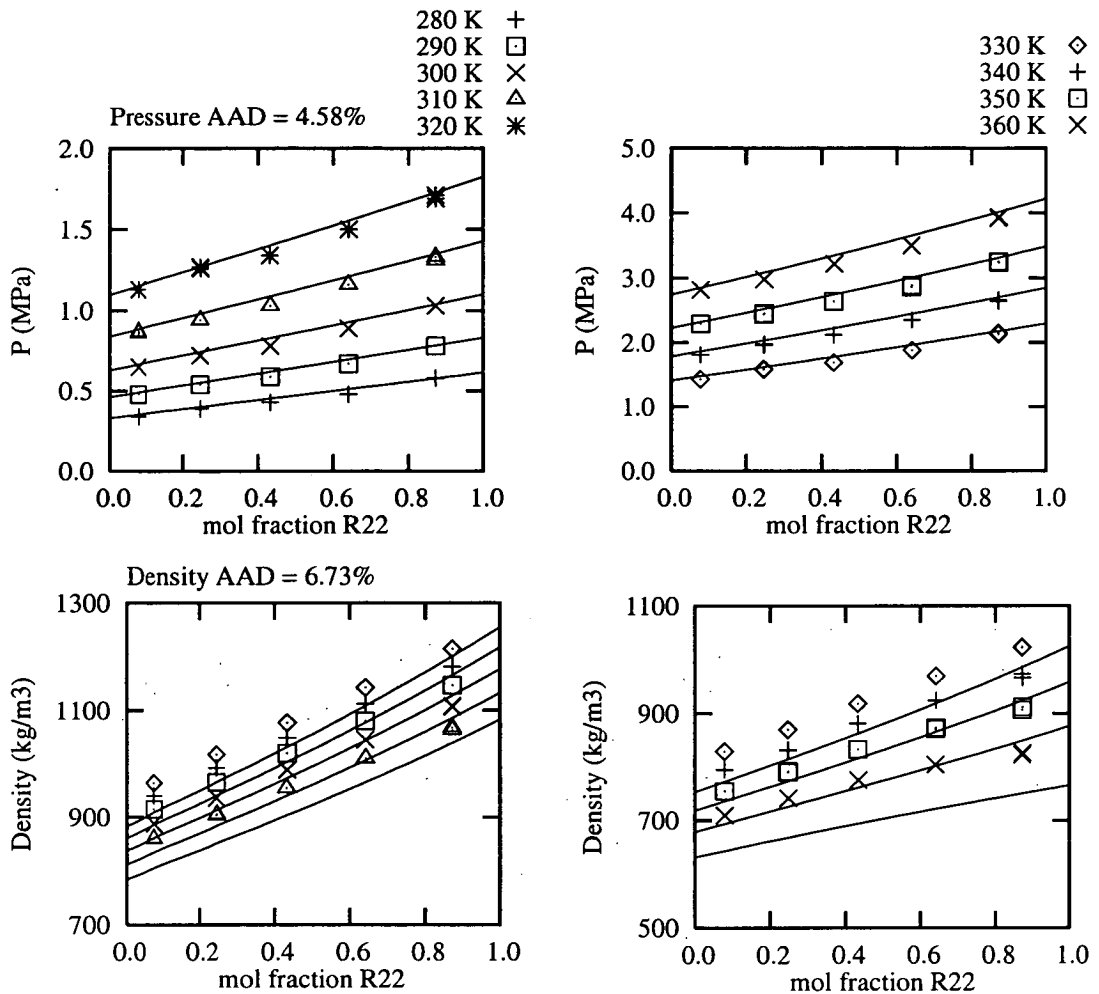 280 K
290 K
300 K
310 K
320 K
330 K
340 K
350 K
360 K
Pressure AAD = 4.58%
2.0
1.5
1.0
0.5
0.0
P (MPa)
0.0 0.2 0.4 0.6 0.8 1.0
mol fraction R22
5.0
4.0
3.0
2.0
1.0
0.0
P (MPa)
0.0 0.2 0.4 0.6 0.8 1.0
mol fraction R22
Density AAD = 6.73%
1300
1100
900
700
Density (kg/m3)
0.0 0.2 0.4 0.6 0.8 1.0
mol fraction R22
1100
900
700
500
Density (kg/m3)
0.0 0.2 0.4 0.6 0.8 1.0
mol fraction R22